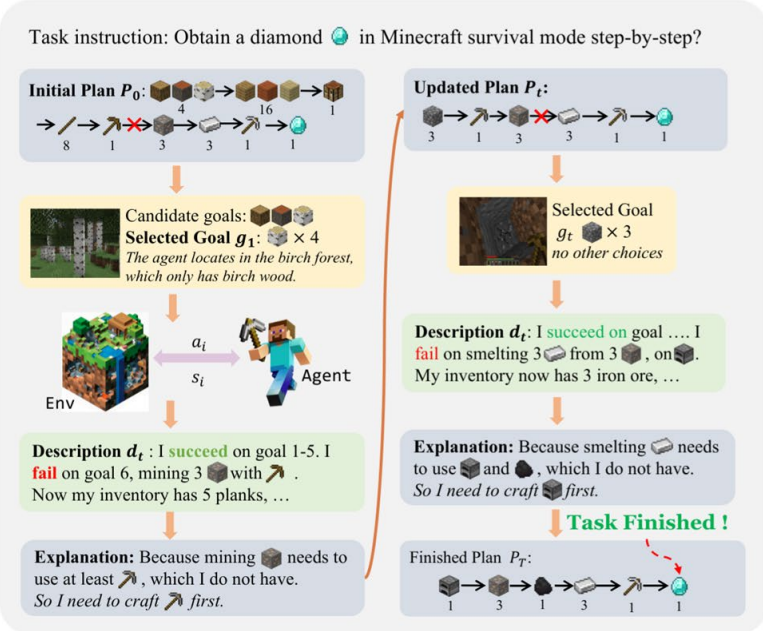 Task instruction: Obtain a diamond in Minecraft survival mode step-by-step?
Initial Plan P₀:
4 16 1
8 1 3 3 1 1
Candidate goals:
Selected Goal g₁: × 4
The agent locates in the birch forest,
which only has birch wood.
Env
aᵢ
sᵢ
Agent
Description dₜ : I succeed on goal 1-5. I
fail on goal 6, mining 3 with .
Now my inventory has 5 planks, …
Explanation: Because mining needs to
use at least , which I do not have.
So I need to craft first.
Updated Plan Pₜ:
3 1 3 3 1 1
Selected Goal
gₜ × 3
no other choices
Description dₜ: I succeed on goal …. I
fail on smelting 3 from 3 , on .
My inventory now has 3 iron ore, …
Explanation: Because smelting needs
to use and , which I do not have.
So I need to craft first.
Task Finished !
Finished Plan P_T:
1 3 1 3 1 1